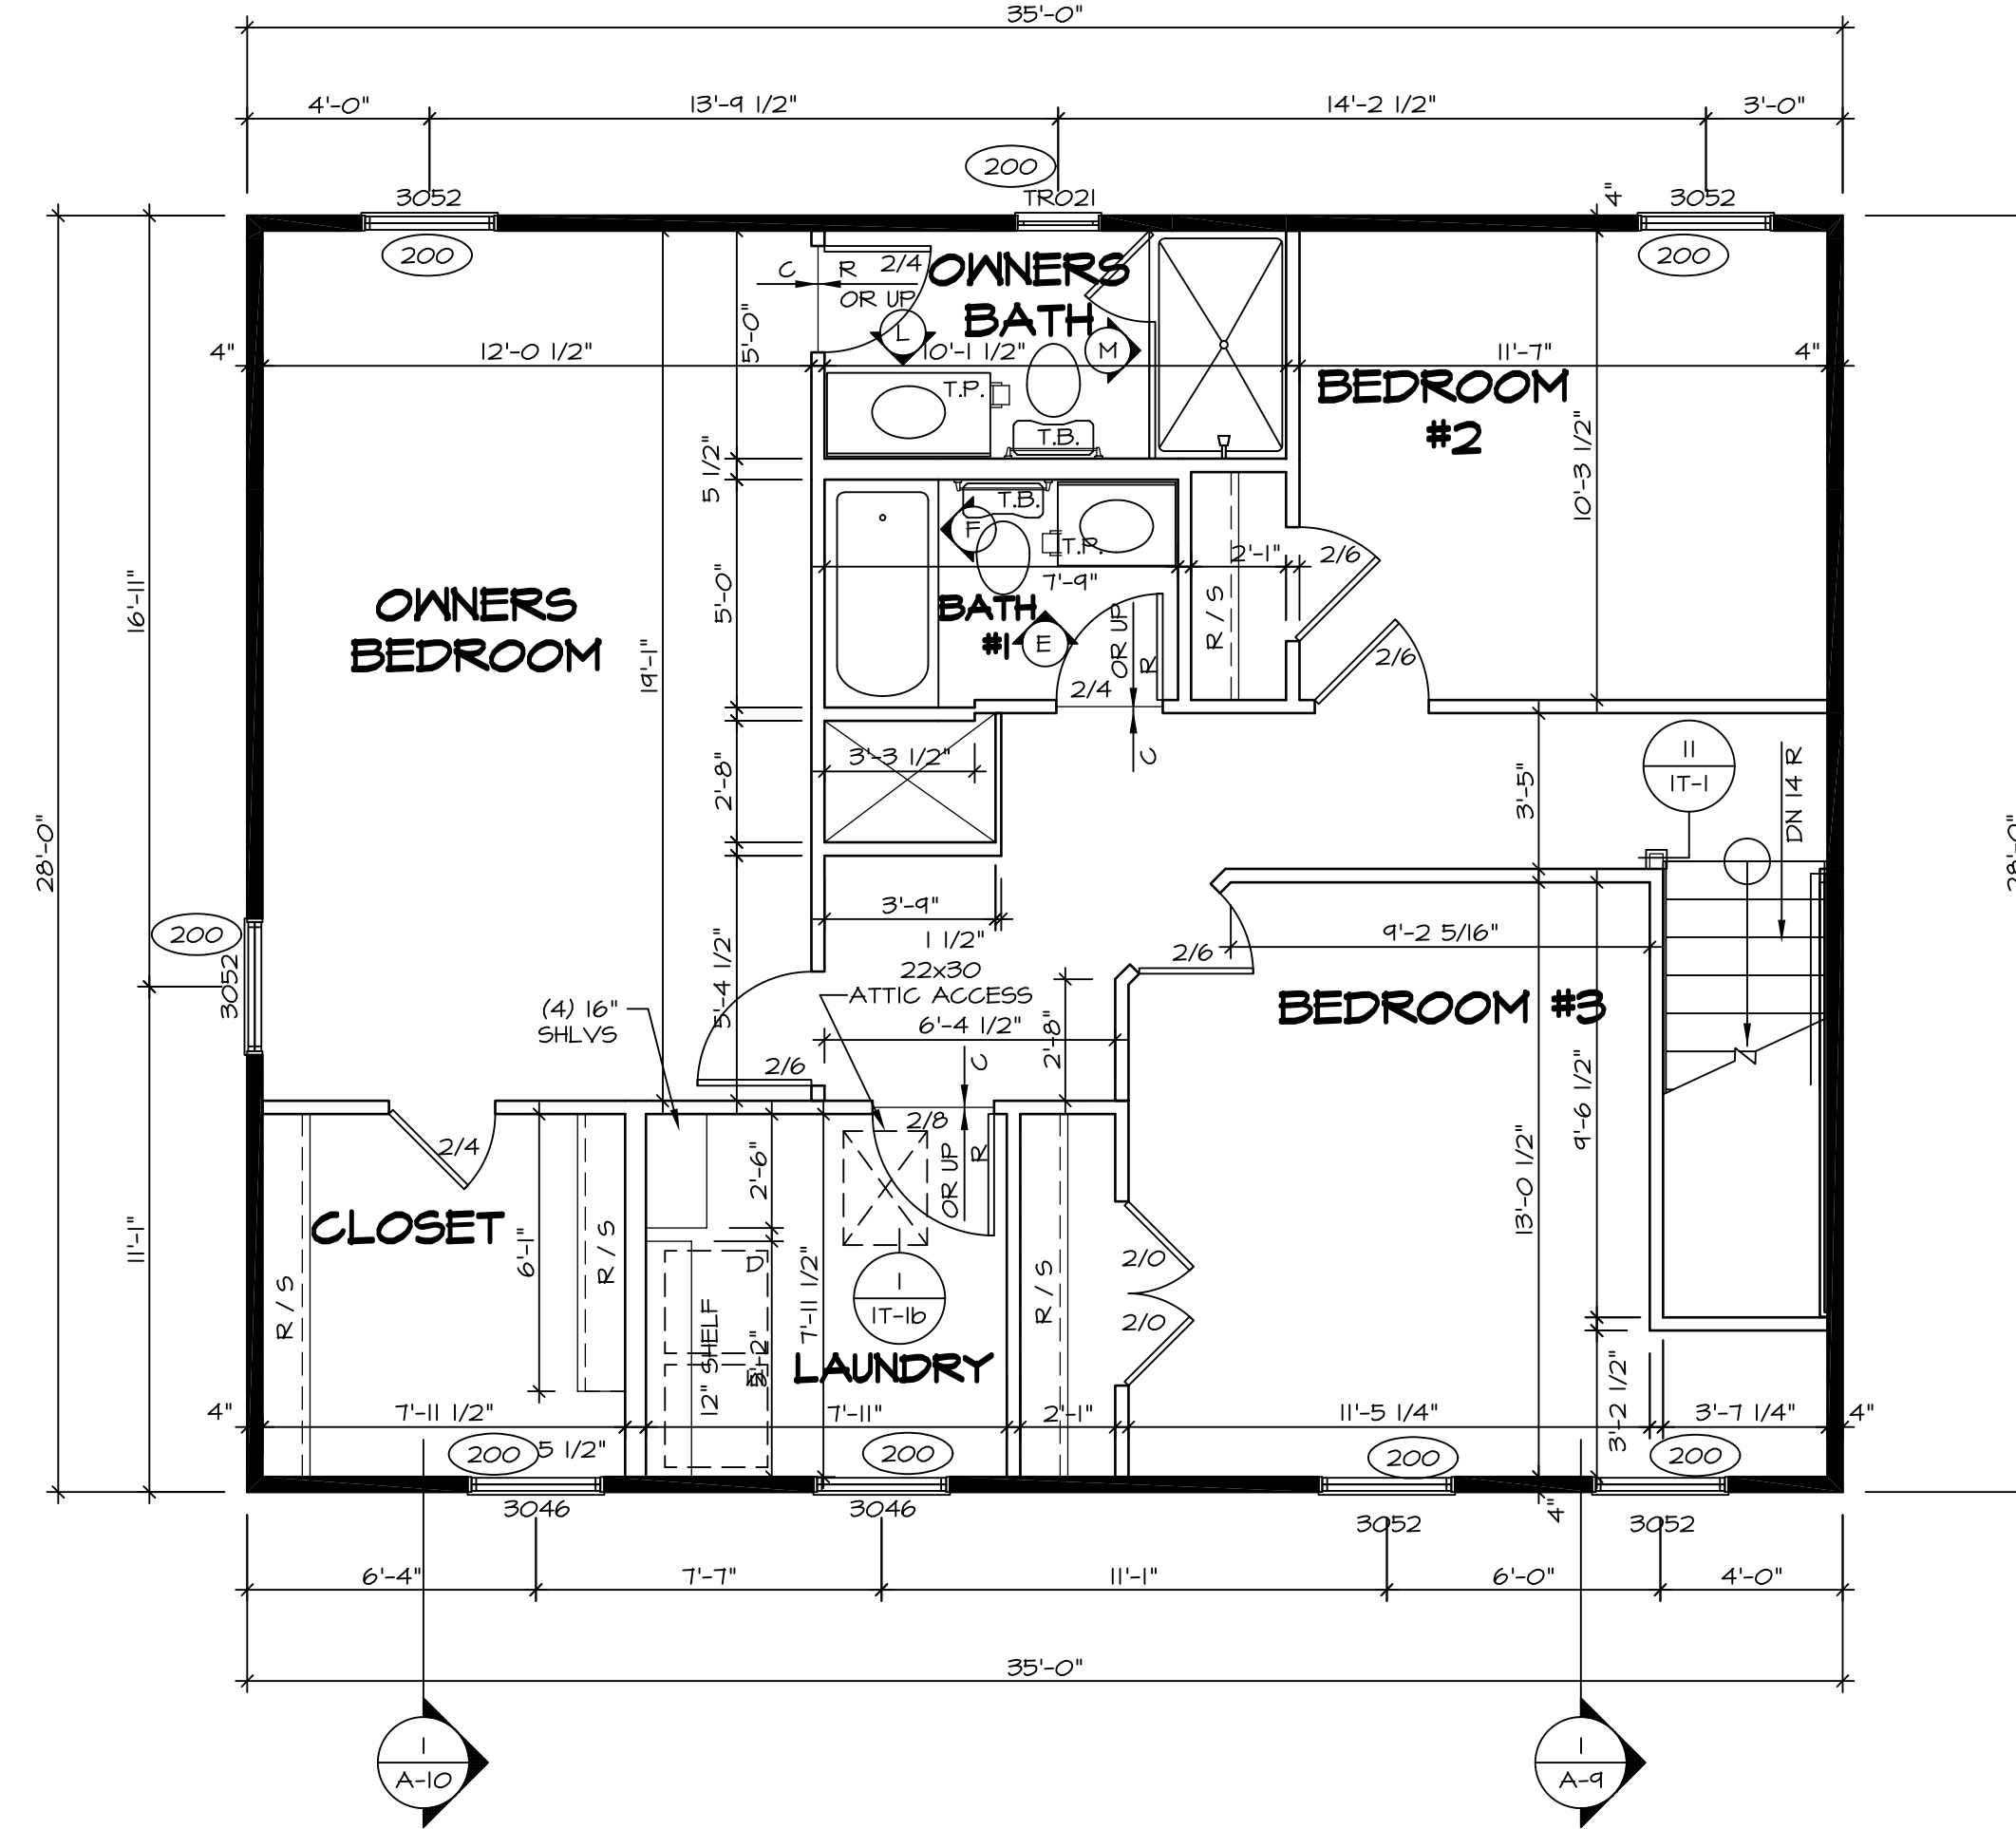 35'-0"
4'-0"
13'-9 1/2"
14'-2 1/2"
3'-0"
200
3052
TR021
4"
3052
200
200
C
R
2/4
OR UP
OWNERS
BATH
L
M
5'-0"
4"
12'-0 1/2"
10'-1 1/2"
11'-7"
4"
BEDROOM
#2
T.P.
T.B.
5 1/2"
10'-3 1/2"
T.B.
F
T.P.
2'-1"
2/6
7'-9"
5'-0"
16'-11"
OWNERS
BEDROOM
BATH
#1
E
OR UP
R
R / S
19'-1"
2/6
2/4
C
3'-3 1/2"
2'-8"
3'-5"
11
IT-1
DN 14 R
28'-0"
28'-0"
3'-9"
1 1/2"
200
3052
9'-2 5/16"
2/6
22x30
ATTIC ACCESS
5'-4 1/2"
(4) 16"
SHLVS
6'-4 1/2"
2'-8"
BEDROOM #3
C
2/6
9'-6 1/2"
2/8
OR UP
R
2/4
2'-6"
13'-0 1/2"
CLOSET
6'-1"
R / S
11'-1"
D
2/0
R / S
1
IT-1b
7'-11 1/2"
R / S
2/0
12" SHELF
LAUNDRY
3'-2 1/2"
4"
7'-11 1/2"
7'-11"
2'-1"
11'-5 1/4"
3'-7 1/4"
4"
200
5 1/2"
200
200
200
3046
3046
3052
3052
4"
6'-4"
7'-7"
11'-1"
6'-0"
4'-0"
35'-0"
1
A-10
1
A-9